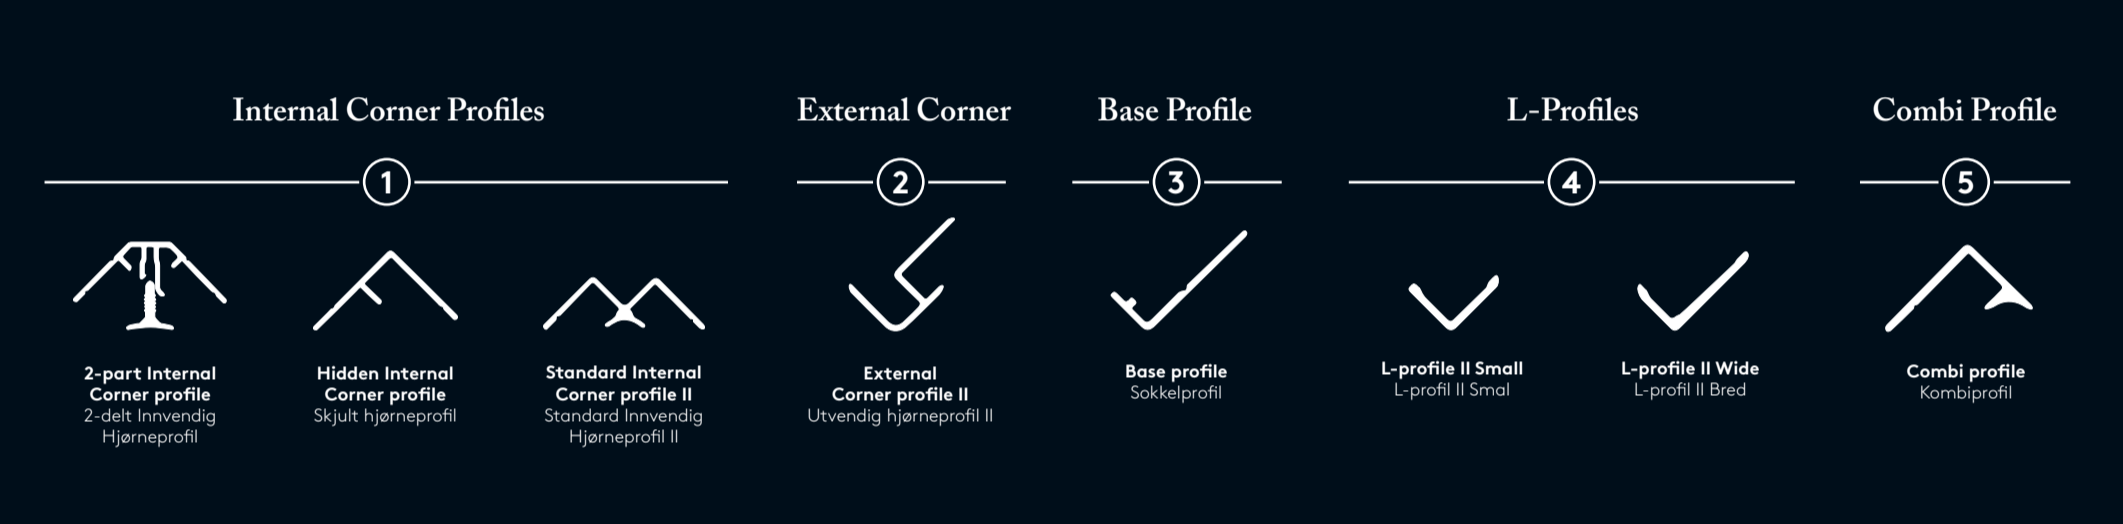 Internal Corner Profiles
1
2-part Internal
Corner profile
2-delt Innvendig
Hjørneprofil
Hidden Internal
Corner profile
Skjult hjørneprofil
Standard Internal
Corner profile II
Standard Innvendig
Hjørneprofil II
External Corner
2
External
Corner profile II
Utvendig hjørneprofil II
Base Profile
3
Base profile
Sokkelprofil
L-Profiles
4
L-profile II Small
L-profil II Smal
L-profile II Wide
L-profil II Bred
Combi Profile
5
Combi profile
Kombiprofil